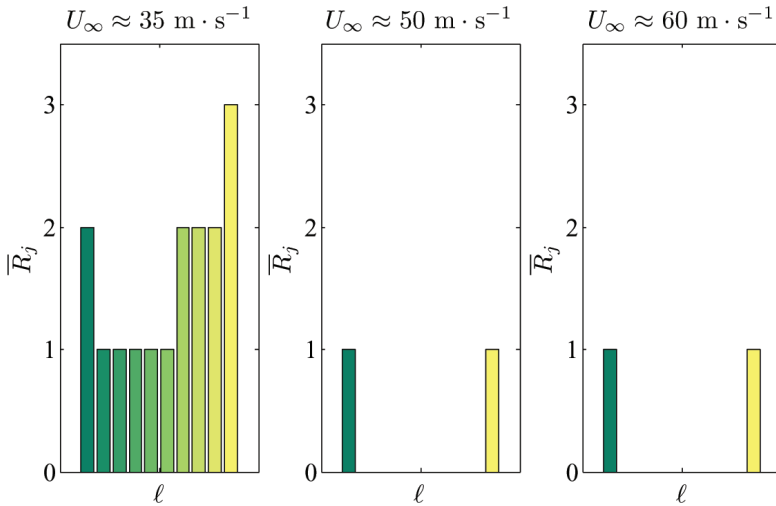 U∞ ≈ 35 m · s⁻¹
3
2
1
0
R̅j
ℓ
U∞ ≈ 50 m · s⁻¹
3
2
1
0
R̅j
ℓ
U∞ ≈ 60 m · s⁻¹
3
2
1
0
R̅j
ℓ